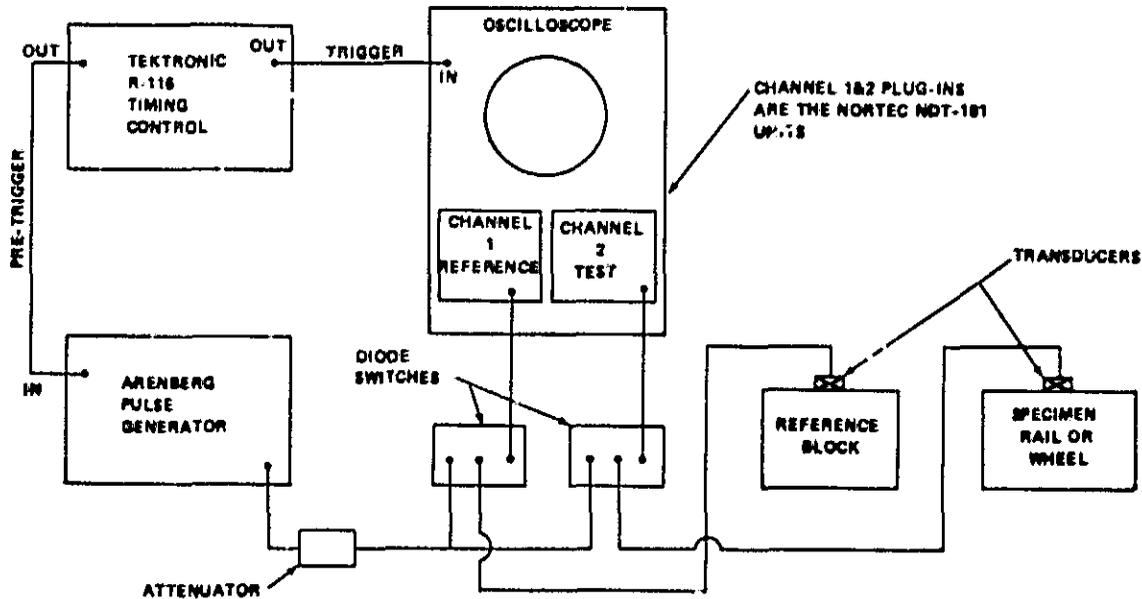 OSCILLOSCOPE
OUT
OUT
TRIGGER
IN
TEKTRONIC
R-116
TIMING
CONTROL
CHANNEL 1&2 PLUG-INS
ARE THE NORTEC NDT-181
PRE-TRIGGER
CHANNEL
1
REFERENCE
CHANNEL
2
TEST
TRANSDUCERS
DIODE
SWITCHES
IN
ARENBERG
PULSE
GENERATOR
REFERENCE
BLOCK
SPECIMEN
RAIL OR
WHEEL
ATTENUATOR